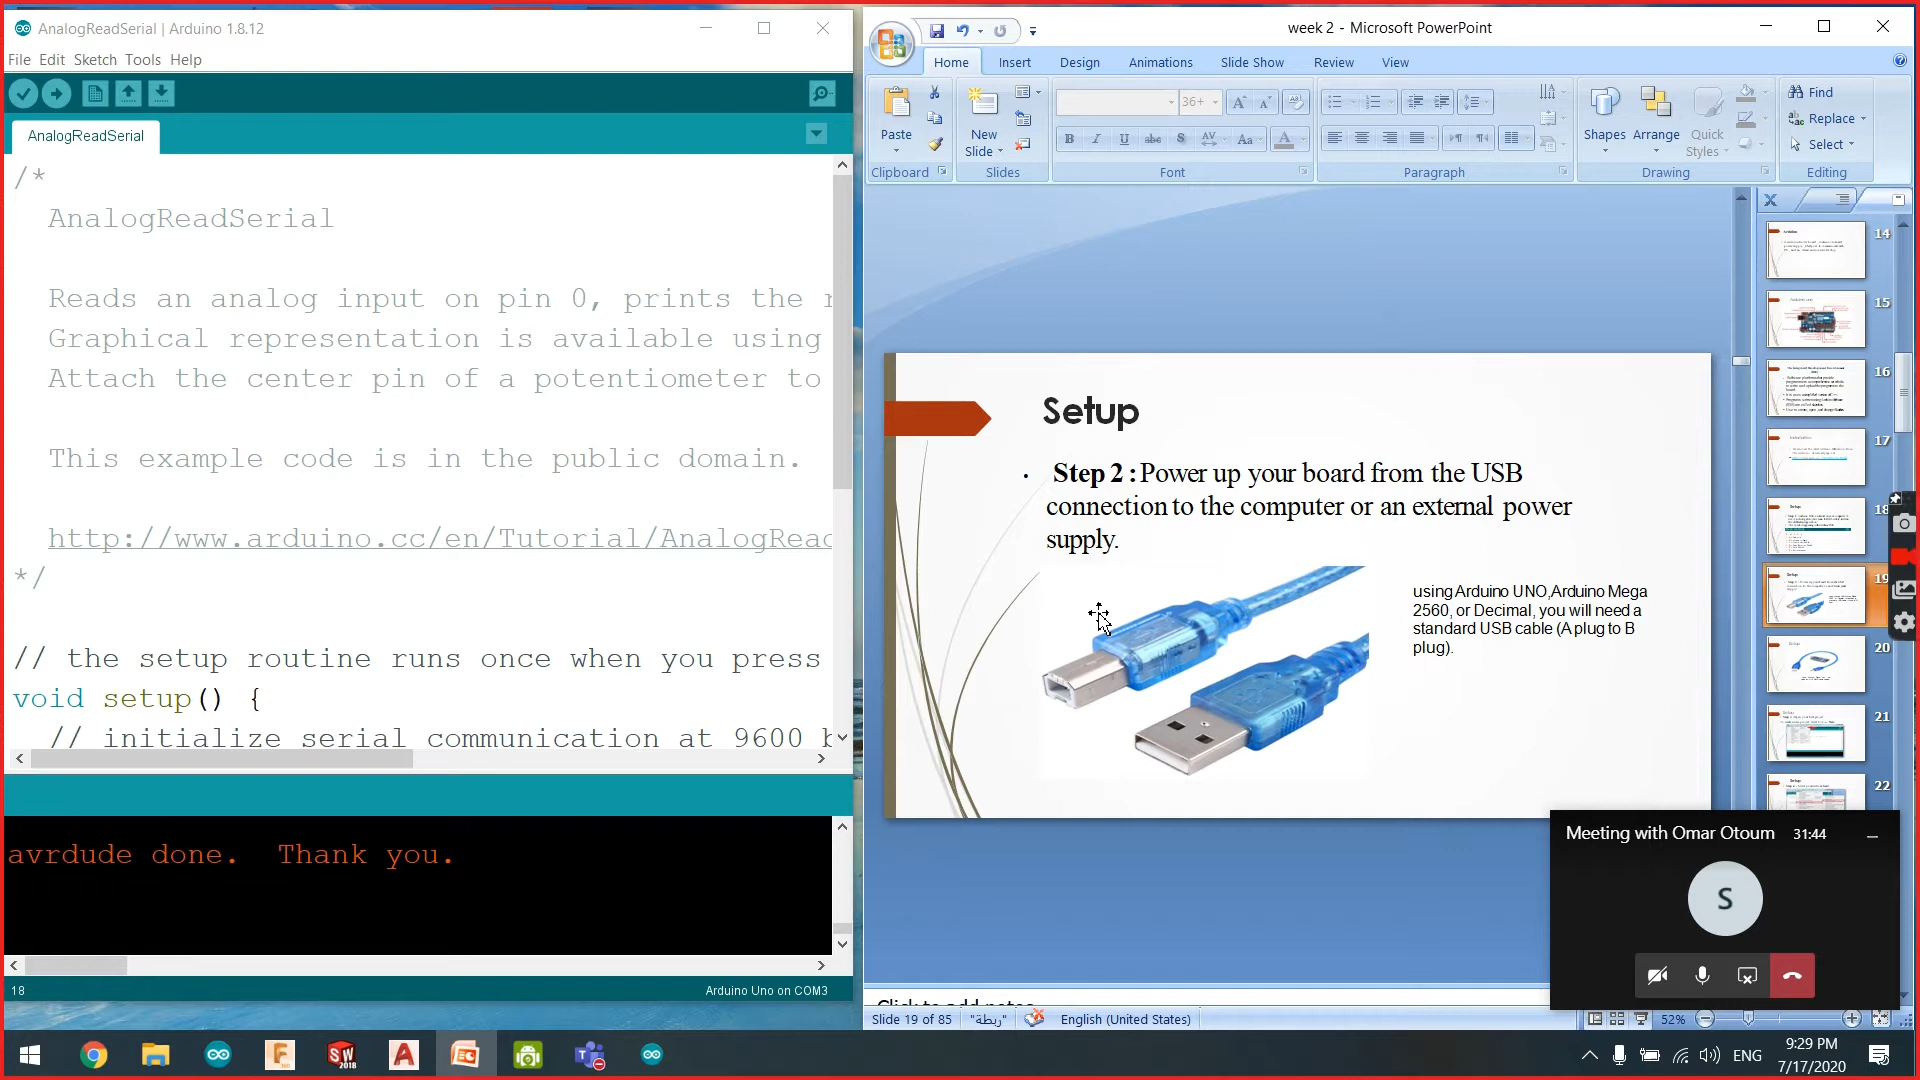 AnalogReadSerial | Arduino 1.8.12
File Edit Sketch Tools Help
AnalogReadSerial
/*
AnalogReadSerial
Reads an analog input on pin 0, prints the
Graphical representation is available using
Attach the center pin of a potentiometer to
This example code is in the public domain.
http://www.arduino.cc/en/Tutorial/AnalogRead
*/
// the setup routine runs once when you press
void setup() {
// initialize serial communication at 9600
avrdude done.  Thank you.
18
Arduino Uno on COM3
week 2 - Microsoft PowerPoint
Home Insert Design Animations Slide Show Review View
Paste
New Slide
36+
Shapes Arrange Quick Styles
Find
Replace
Select
Clipboard Slides Font Paragraph Drawing Editing
Setup
• Step 2 : Power up your board from the USB
connection to the computer or an external power
supply.
using Arduino UNO,Arduino Mega
2560, or Decimal, you will need a
standard USB cable (A plug to B
plug).
14
15
16
17
18
19
20
21
22
Meeting with Omar Otoum 31:44
S
Click to add notes
Slide 19 of 85
"ربطة"
English (United States)
52%
ENG
9:29 PM
7/17/2020